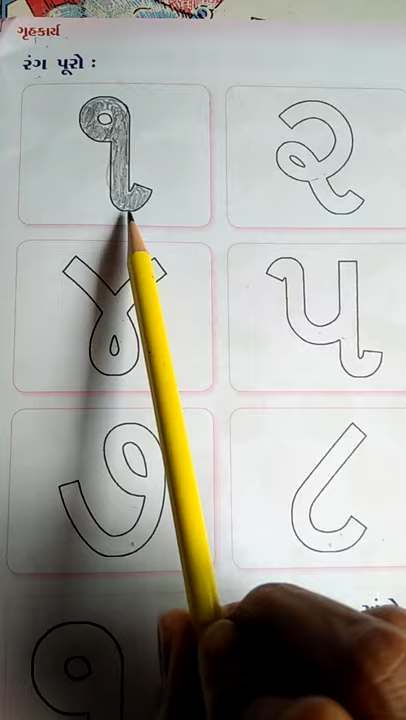 ગૃહકાર્ય
રંગ પૂરો :
૧ ૨
૪ ૫
૭ ૮